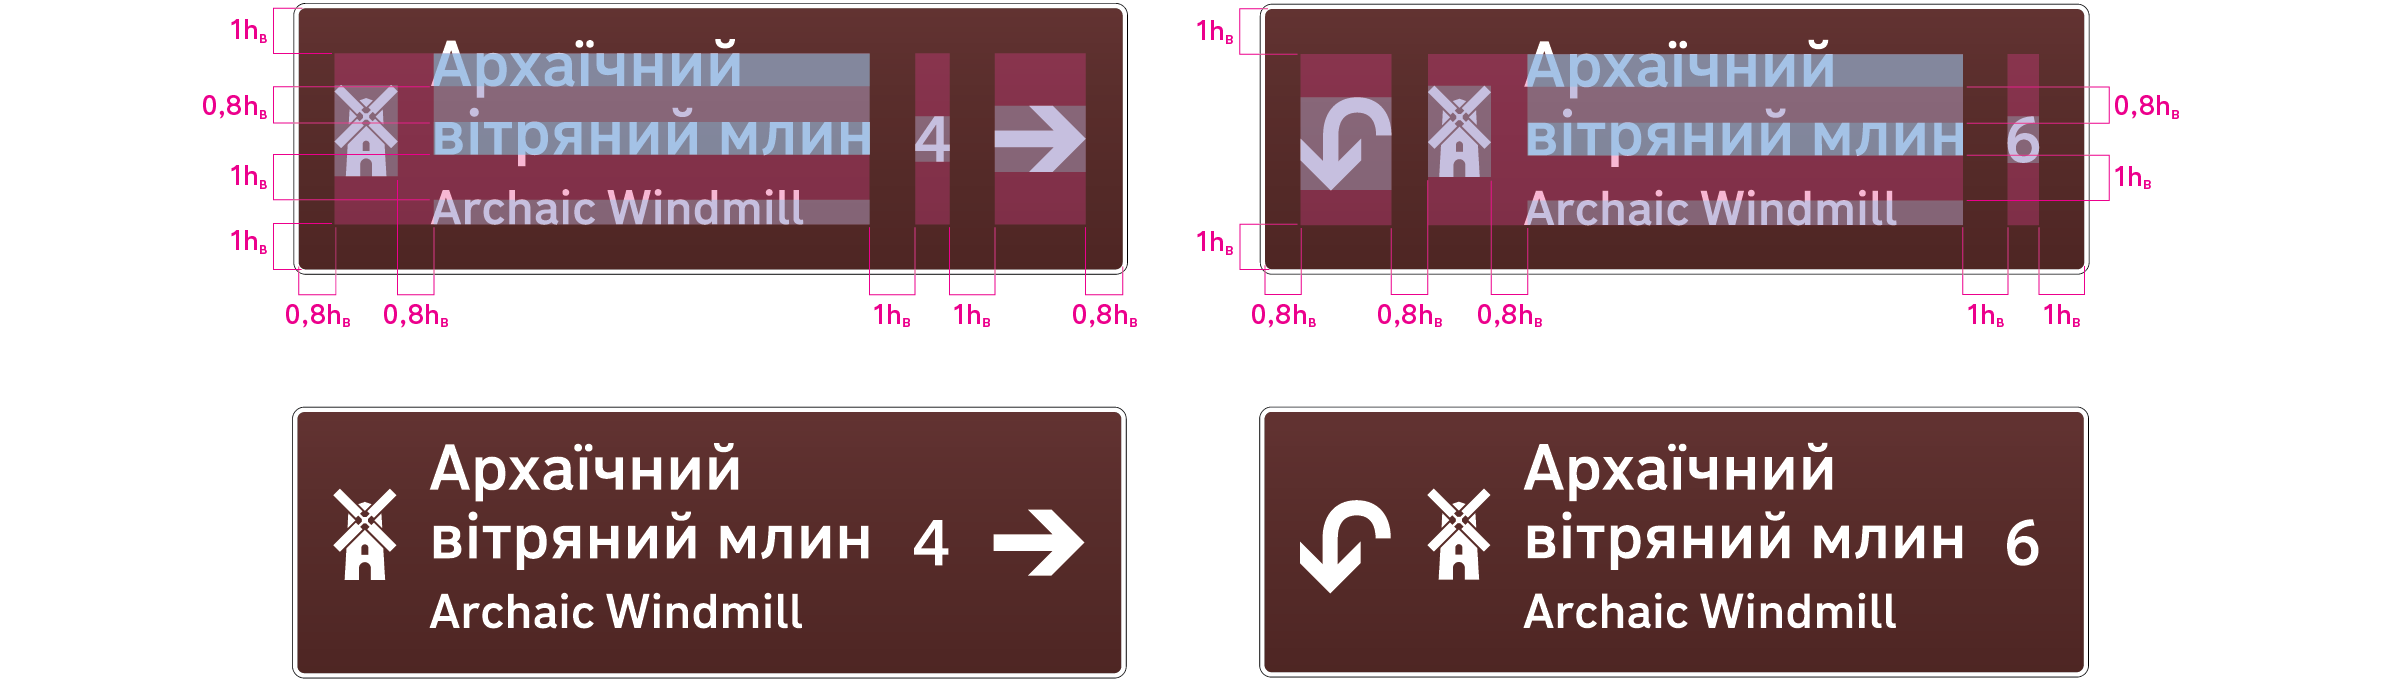 1hв
Архаїчний
0,8hв
вітряний млин
4
1hв
Archaic Windmill
1hв
0,8hв 0,8hв 1hв 1hв 0,8hв
1hв
Архаїчний
0,8hв
вітряний млин
6
1hв
Archaic Windmill
1hв
0,8hв 0,8hв 0,8hв 1hв 1hв
Архаїчний
вітряний млин
4
Archaic Windmill
Архаїчний
вітряний млин
6
Archaic Windmill